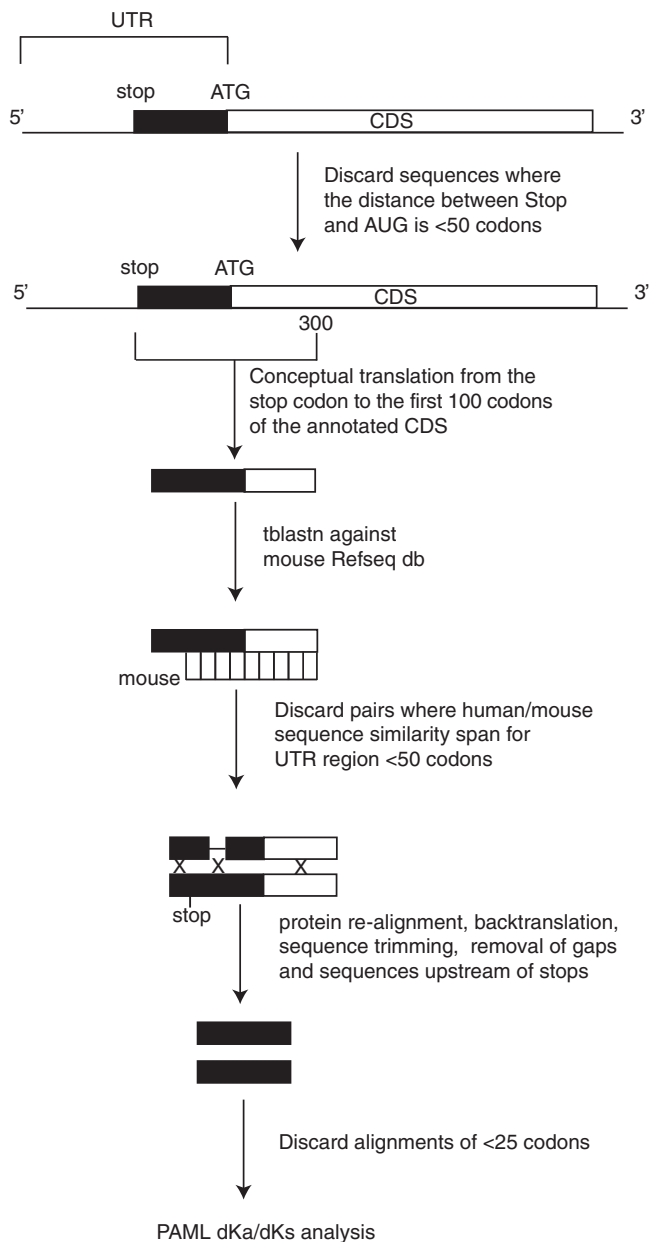 UTR
stop ATG
5’ CDS 3’
Discard sequences where
the distance between Stop
and AUG is <50 codons
stop ATG
5’ CDS 3’
300
Conceptual translation from the
stop codon to the first 100 codons
of the annotated CDS
tblastn against
mouse Refseq db
mouse
Discard pairs where human/mouse
sequence similarity span for
UTR region <50 codons
X X X
stop
protein re-alignment, backtranslation,
sequence trimming, removal of gaps
and sequences upstream of stops
Discard alignments of <25 codons
PAML dKa/dKs analysis